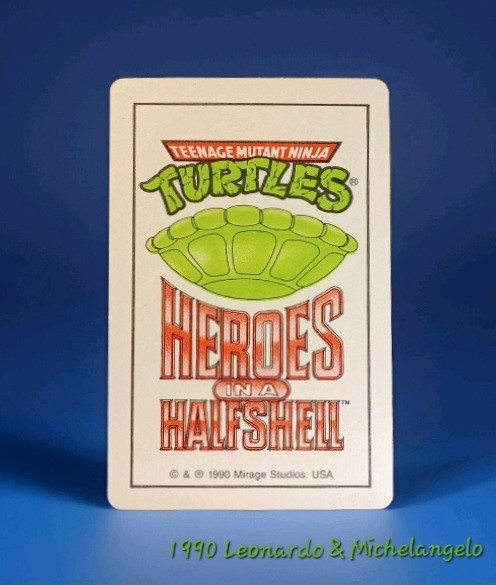 TEENAGE MUTANT NINJA
TURTLES®
HEROES
IN A
HALFSHELL™
© & ® 1990 Mirage Studios. USA
1990 Leonardo & Michelangelo